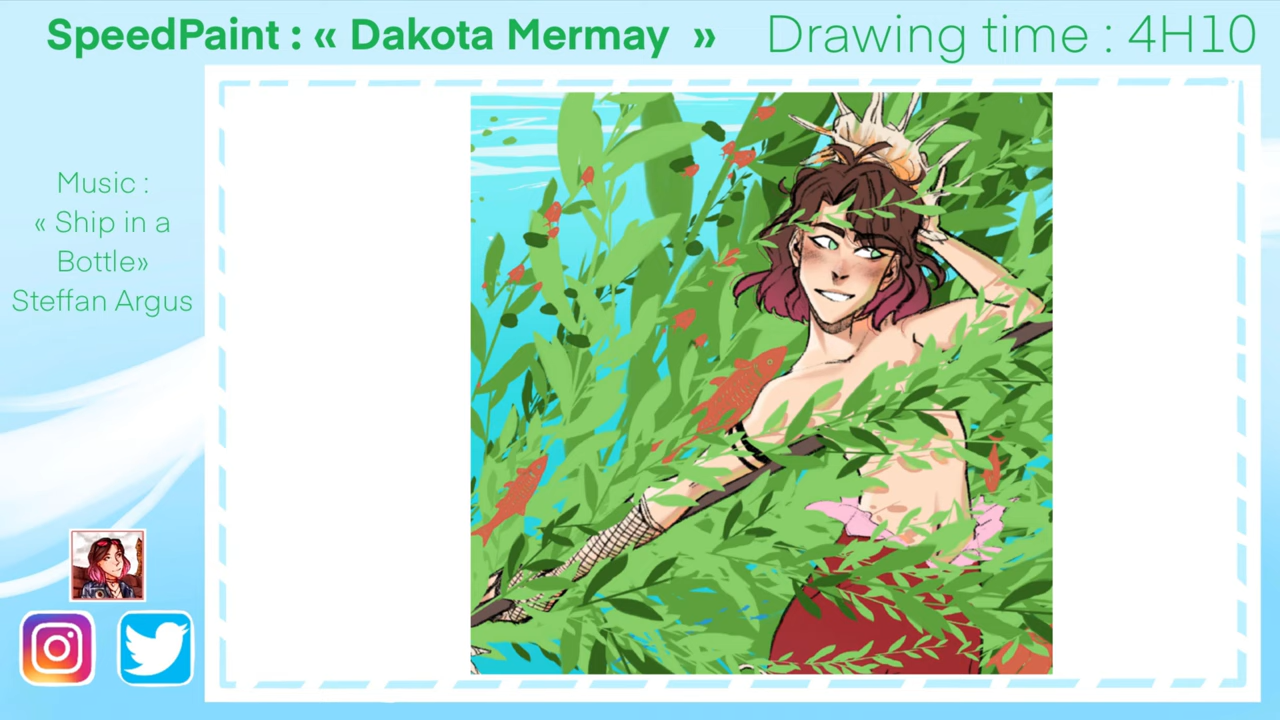 SpeedPaint : « Dakota Mermay  »
Drawing time : 4H10
Music :
« Ship in a
Bottle»
Steffan Argus